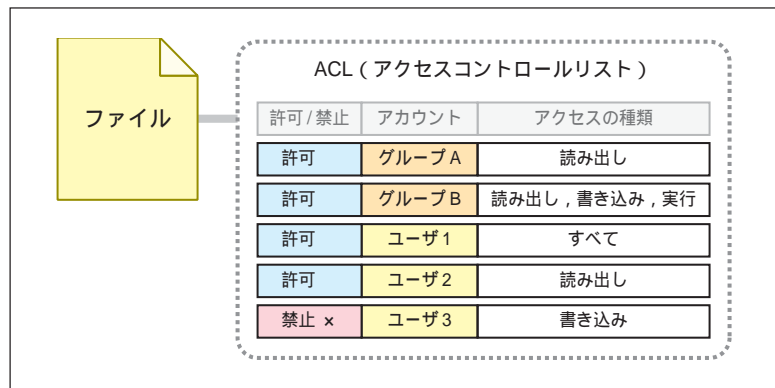 ACL(アクセスコントロールリスト)
ファイル
許可/禁止 アカウント アクセスの種類
許可 グループA 読み出し
許可 グループB 読み出し,書き込み,実行
許可 ユーザ1 すべて
許可 ユーザ2 読み出し
禁止 × ユーザ3 書き込み